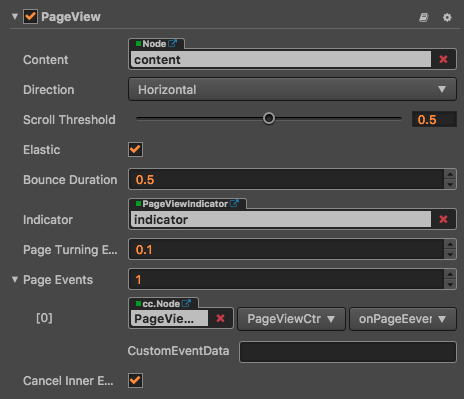 PageView
Node
Content content
Direction Horizontal
Scroll Threshold 0.5
Elastic
Bounce Duration 0.5
PageViewIndicator
Indicator indicator
Page Turning E... 0.1
Page Events 1
cc.Node
[0] PageVie... PageViewCtr onPageEever
CustomEventData
Cancel Inner E...